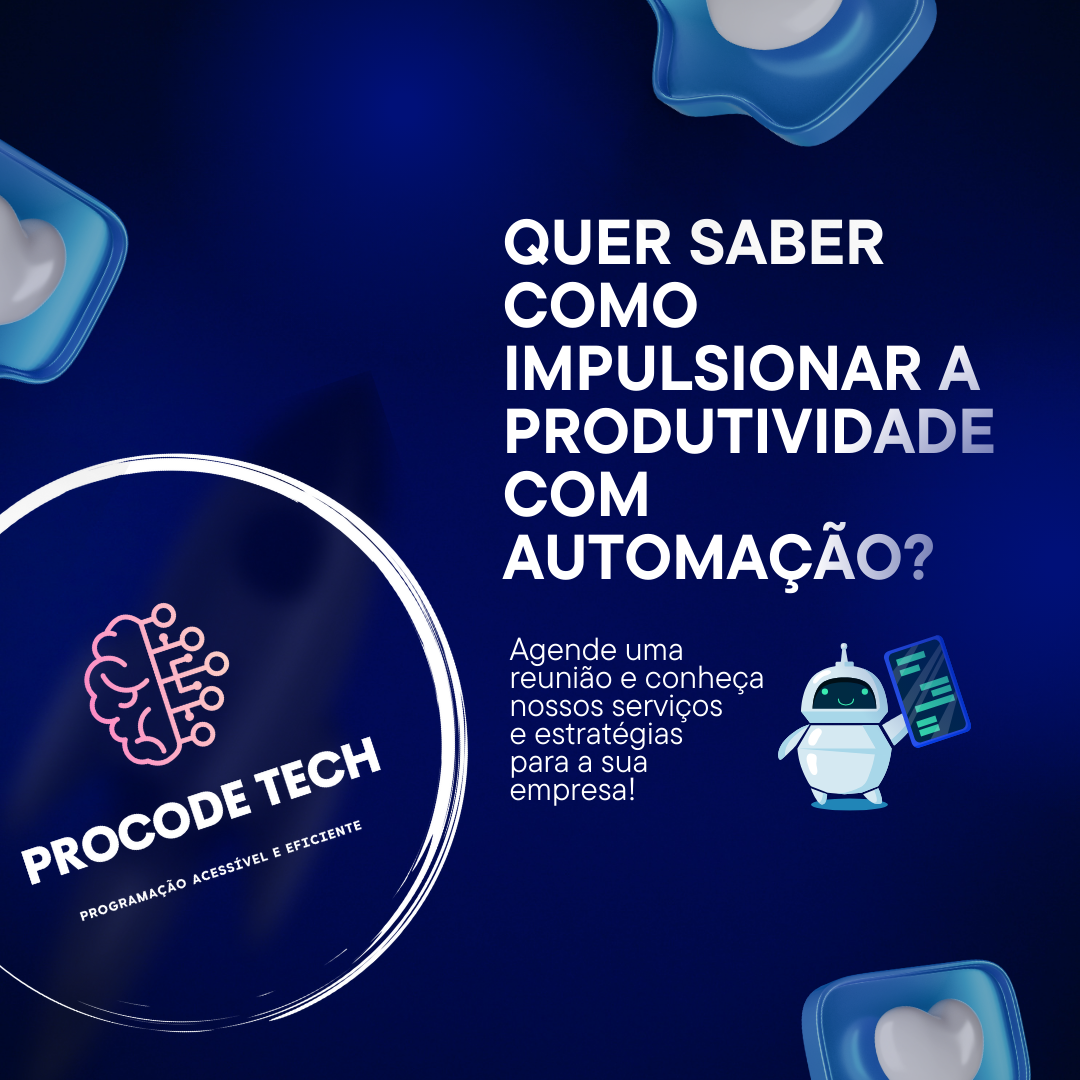 QUER SABER
COMO
IMPULSIONAR A
PRODUTIVIDADE
COM
AUTOMAÇÃO?
Agende uma
reunião e conheça
nossos serviços
e estratégias
para a sua
empresa!
PROCODE TECH
PROGRAMAÇÃO ACESSÍVEL E EFICIENTE